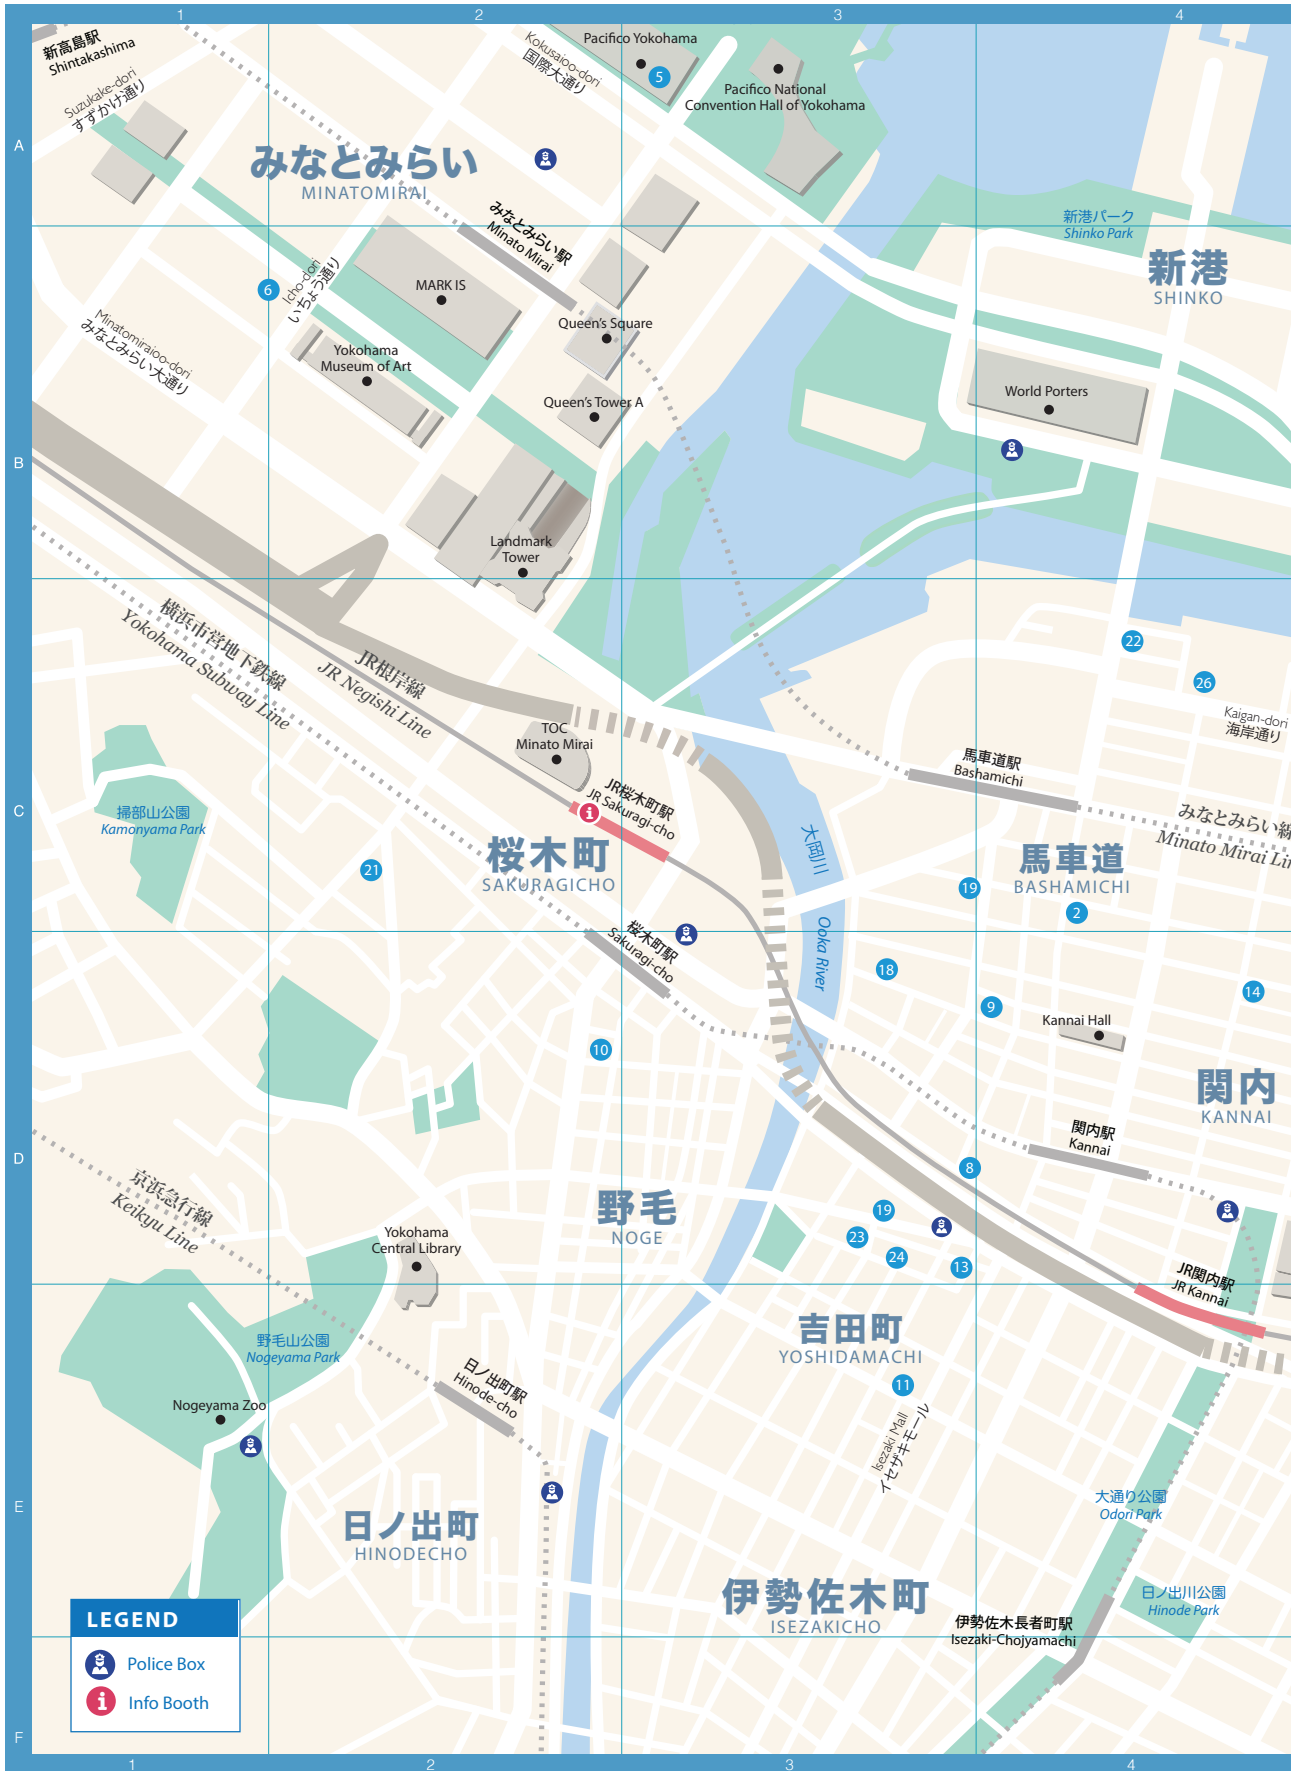 1
2
3
4
A
B
C
D
E
F
新高島駅
Shintakashima
Suzukake-dori
すずかけ通り
みなとみらい
MINATOMIRAI
Kokusaioo-dori
国際大通り
Pacifico Yokohama
5
Pacifico National
Convention Hall of Yokohama
新港パーク
Shinko Park
新港
SHINKO
みなとみらい駅
Minato Mirai
6
Icho-dori
いちょう通り
MARK IS
Queen's Square
Minatomiraioo-dori
みなとみらい大通り
Yokohama
Museum of Art
Queen's Tower A
World Porters
Landmark
Tower
横浜市営地下鉄線
Yokohama Subway Line
JR根岸線
JR Negishi Line
22
26
Kaigan-dori
海岸通り
TOC
Minato Mirai
馬車道駅
Bashamichi
JR桜木町駅
JR Sakuragi-cho
掃部山公園
Kamonyama Park
みなとみらい線
Minato Mirai Lin
桜木町
SAKURAGICHO
大岡川
Ooka River
馬車道
BASHAMICHI
21
19
2
桜木町駅
Sakuragi-cho
18
9
14
Kannai Hall
10
関内
KANNAI
関内駅
Kannai
8
京浜急行線
Keikyu Line
野毛
NOGE
19
23
24
13
Yokohama
Central Library
JR関内駅
JR Kannai
野毛山公園
Nogeyama Park
吉田町
YOSHIDAMACHI
11
日ノ出町駅
Hinode-cho
Nogeyama Zoo
Isezaki Mall
イセザキモール
大通り公園
Odori Park
日ノ出町
HINODECHO
伊勢佐木町
ISEZAKICHO
日ノ出川公園
Hinode Park
伊勢佐木長者町駅
Isezaki-Chojyamachi
LEGEND
Police Box
Info Booth
1
2
3
4